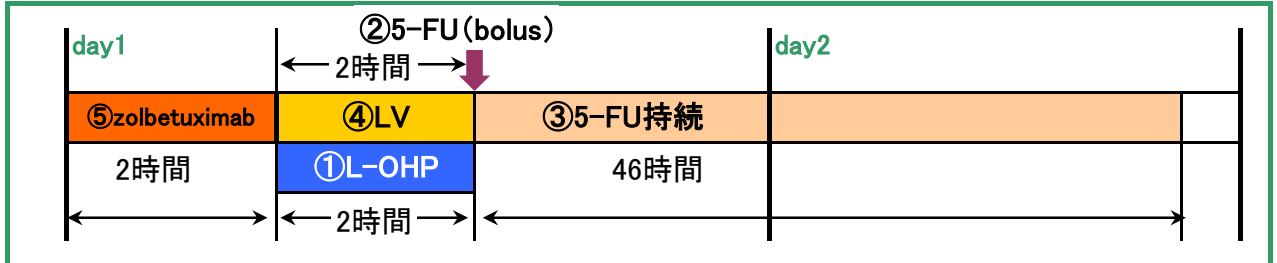 ②5-FU(bolus)
day1
day2
2時間
⑤zolbetuximab
④LV
③5-FU持続
2時間
①L-OHP
46時間
2時間